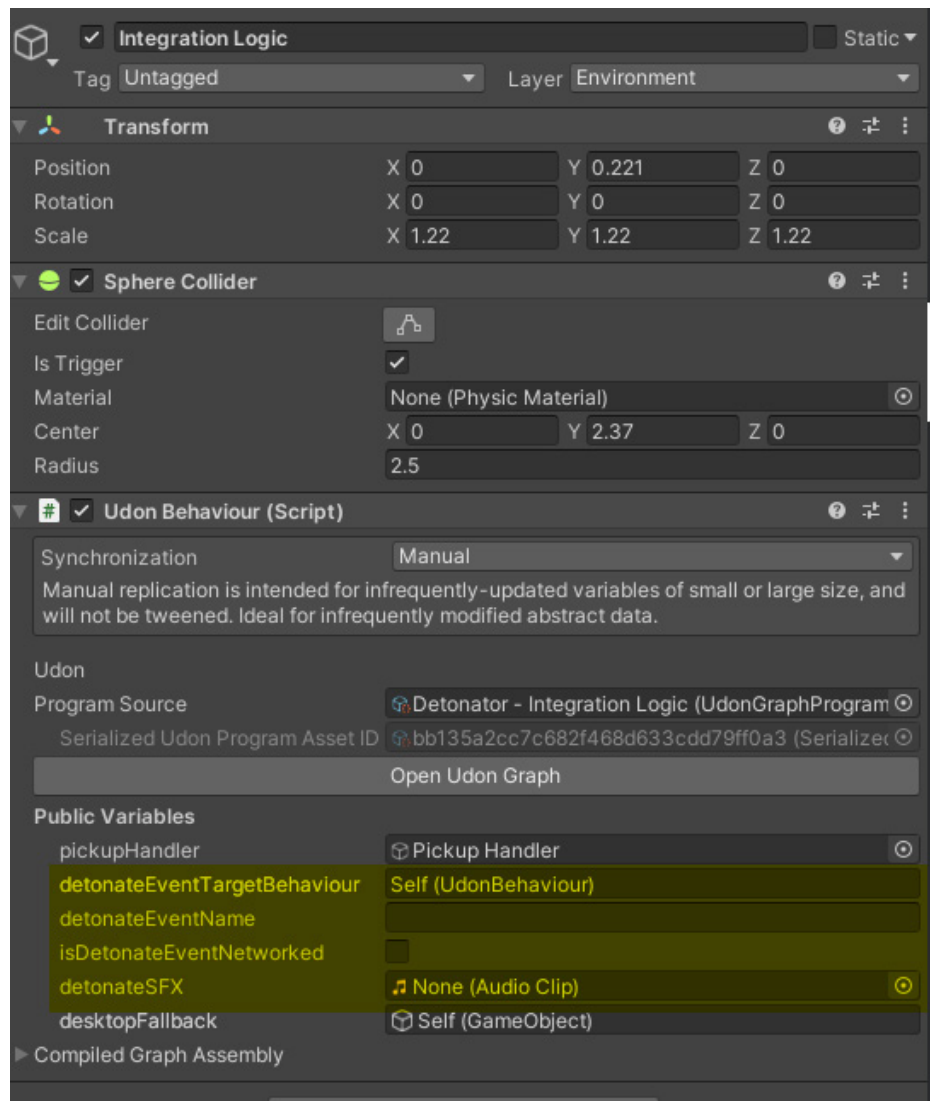 Integration Logic Static
Tag Untagged Layer Environment
Transform
Position X 0 Y 0.221 Z 0
Rotation X 0 Y 0 Z 0
Scale X 1.22 Y 1.22 Z 1.22
Sphere Collider
Edit Collider
Is Trigger
Material None (Physic Material)
Center X 0 Y 2.37 Z 0
Radius 2.5
# Udon Behaviour (Script)
Synchronization Manual
Manual replication is intended for infrequently-updated variables of small or large size, and
will not be tweened. Ideal for infrequently modified abstract data.
Udon
Program Source Detonator - Integration Logic (UdonGraphProgram
Serialized Udon Program Asset ID bb135a2cc7c682f468d633cdd79ff0a3 (Serialized
Open Udon Graph
Public Variables
pickupHandler Pickup Handler
detonateEventTargetBehaviour Self (UdonBehaviour)
detonateEventName
isDetonateEventNetworked
detonateSFX None (Audio Clip)
desktopFallback Self (GameObject)
Compiled Graph Assembly